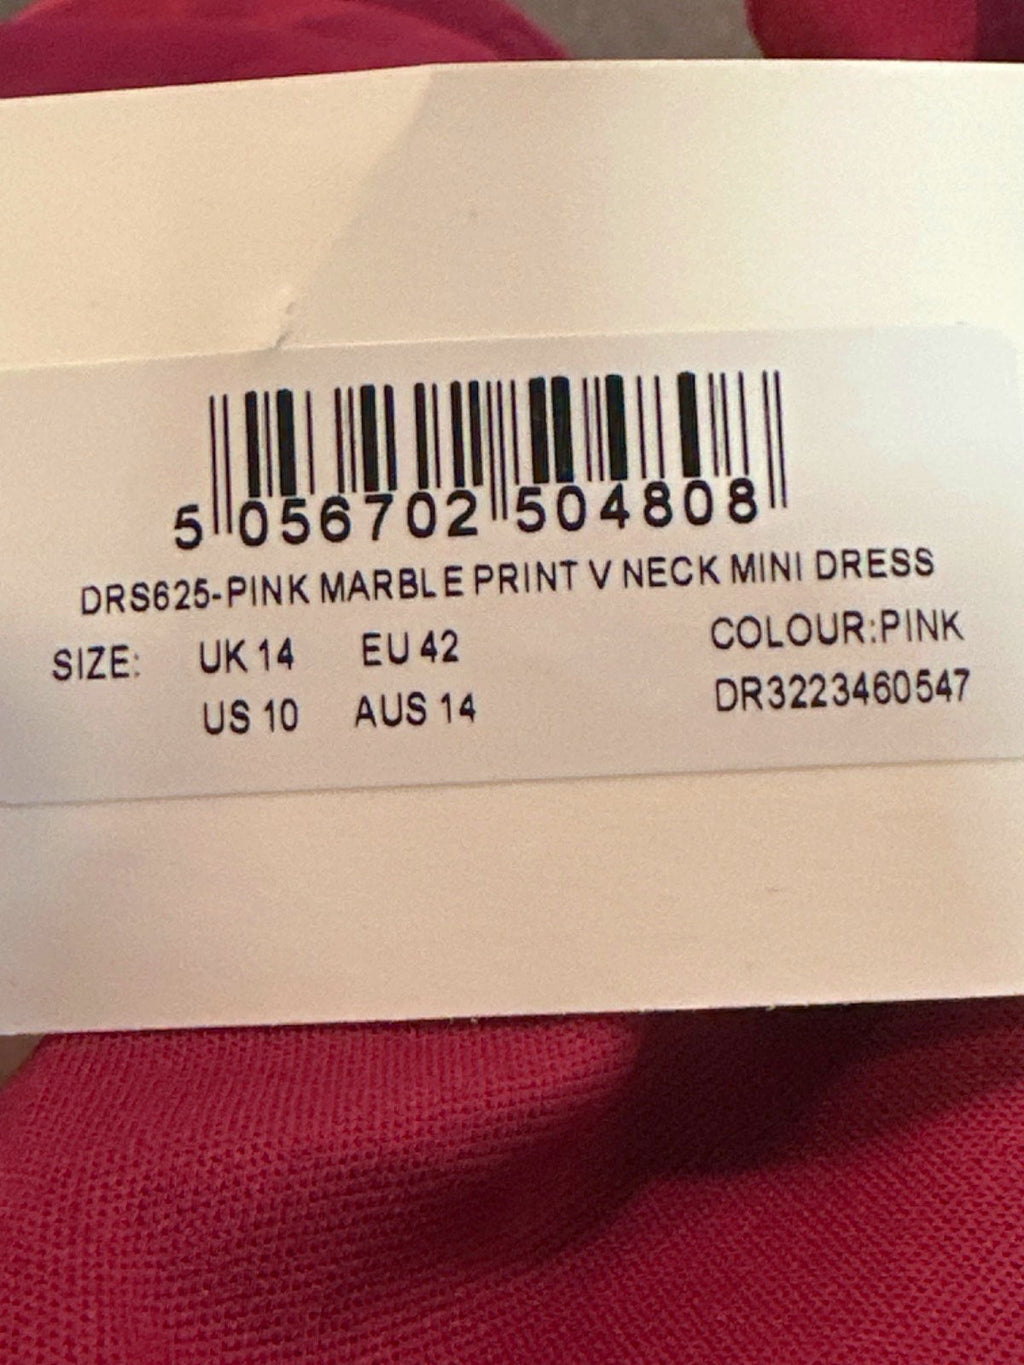 5 056702 504808
DRS625-PINK MARBLE PRINT V NECK MINI DRESS
SIZE: UK 14 EU 42 COLOUR:PINK
US 10 AUS 14 DR3223460547